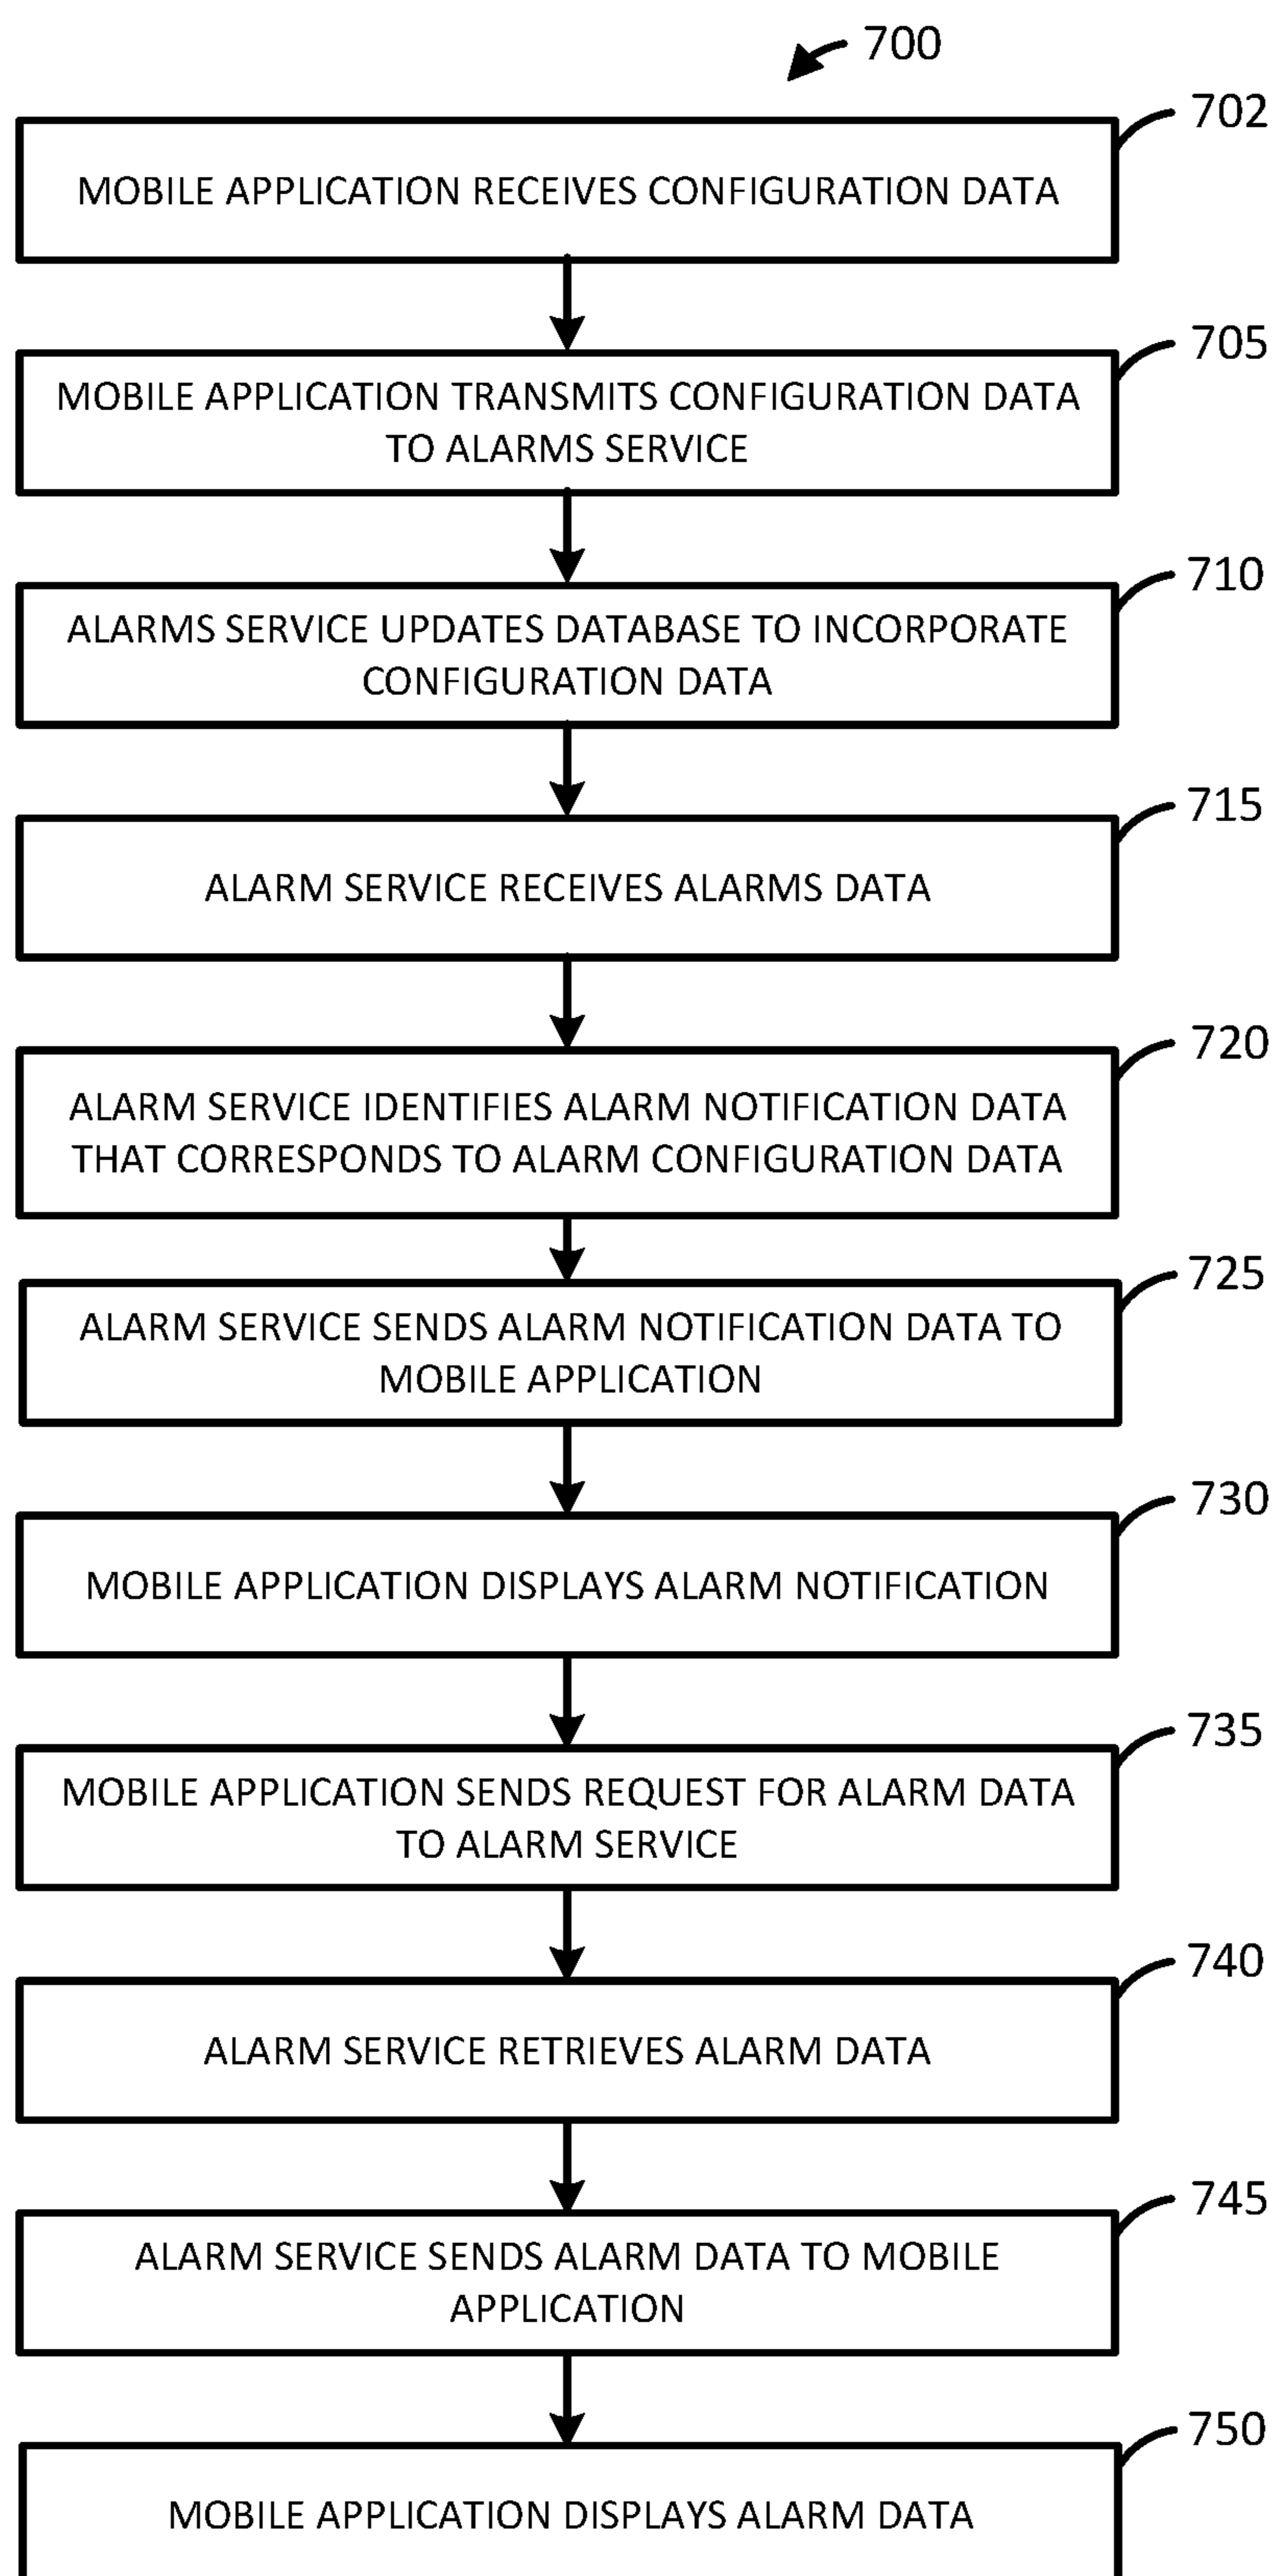 700
702
MOBILE APPLICATION RECEIVES CONFIGURATION DATA
705
MOBILE APPLICATION TRANSMITS CONFIGURATION DATA
TO ALARMS SERVICE
710
ALARMS SERVICE UPDATES DATABASE TO INCORPORATE
CONFIGURATION DATA
715
ALARM SERVICE RECEIVES ALARMS DATA
720
ALARM SERVICE IDENTIFIES ALARM NOTIFICATION DATA
THAT CORRESPONDS TO ALARM CONFIGURATION DATA
725
ALARM SERVICE SENDS ALARM NOTIFICATION DATA TO
MOBILE APPLICATION
730
MOBILE APPLICATION DISPLAYS ALARM NOTIFICATION
735
MOBILE APPLICATION SENDS REQUEST FOR ALARM DATA
TO ALARM SERVICE
740
ALARM SERVICE RETRIEVES ALARM DATA
745
ALARM SERVICE SENDS ALARM DATA TO MOBILE
APPLICATION
750
MOBILE APPLICATION DISPLAYS ALARM DATA